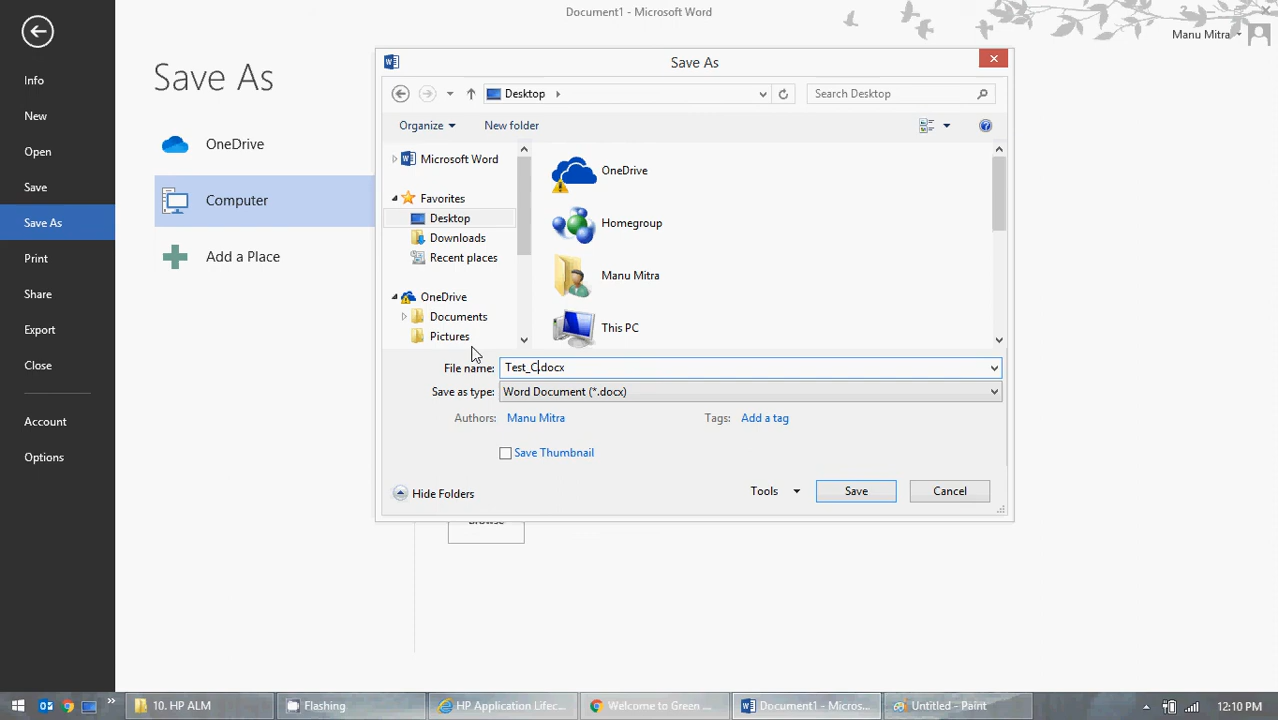 Document1 - Microsoft Word
?
Manu Mitra
Info
New
Open
Save
Save As
Print
Share
Export
Close
Account
Options
Save As
OneDrive
Computer
Add a Place
Save As
Desktop
Search Desktop
Organize
New folder
Microsoft Word
Favorites
Desktop
Downloads
Recent places
OneDrive
Documents
Pictures
OneDrive
Homegroup
Manu Mitra
This PC
File name: Test_C.docx
Save as type: Word Document (*.docx)
Authors: Manu Mitra Tags: Add a tag
Save Thumbnail
Hide Folders
Tools
Save
Cancel
Browse
10. HP ALM
Flashing
HP Application Lifec...
Welcome to Green ...
Document1 - Micros...
Untitled - Paint
12:10 PM